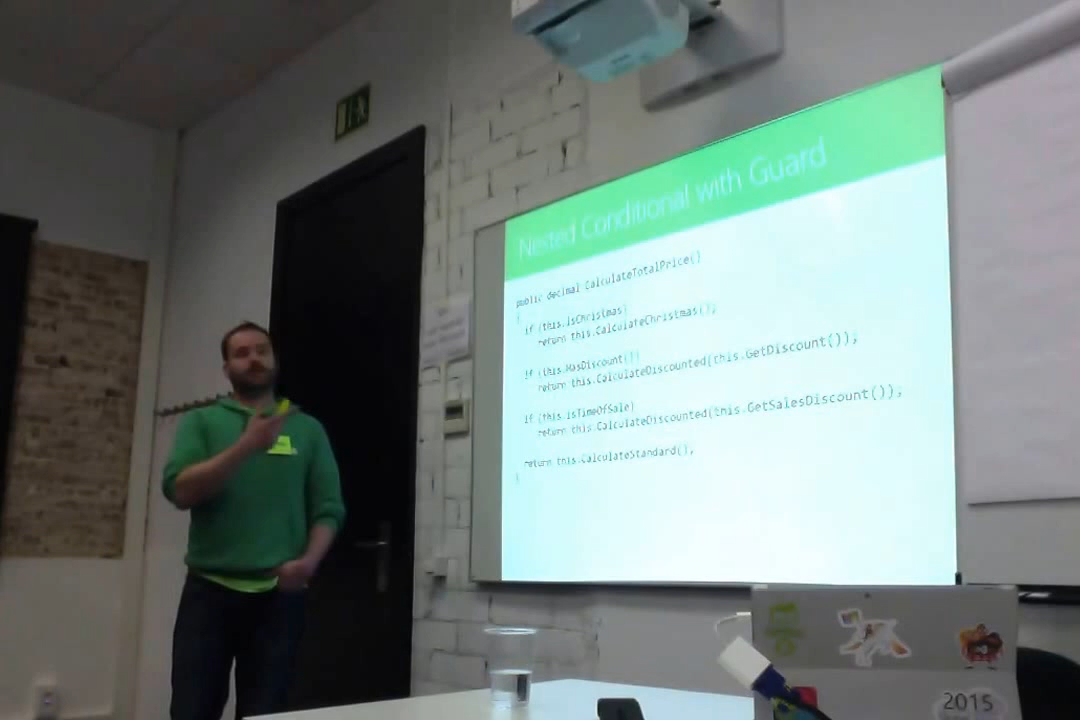 Nested Conditional with Guard
public decimal CalculateTotalPrice()
{
if (this.isChristmas)
return this.CalculateChristmas();
if (this.HasDiscount())
return this.CalculateDiscounted(this.GetDiscount());
if (this.isTimeOfSale)
return this.CalculateDiscounted(this.GetSalesDiscount());
return this.CalculateStandard();
}
2015